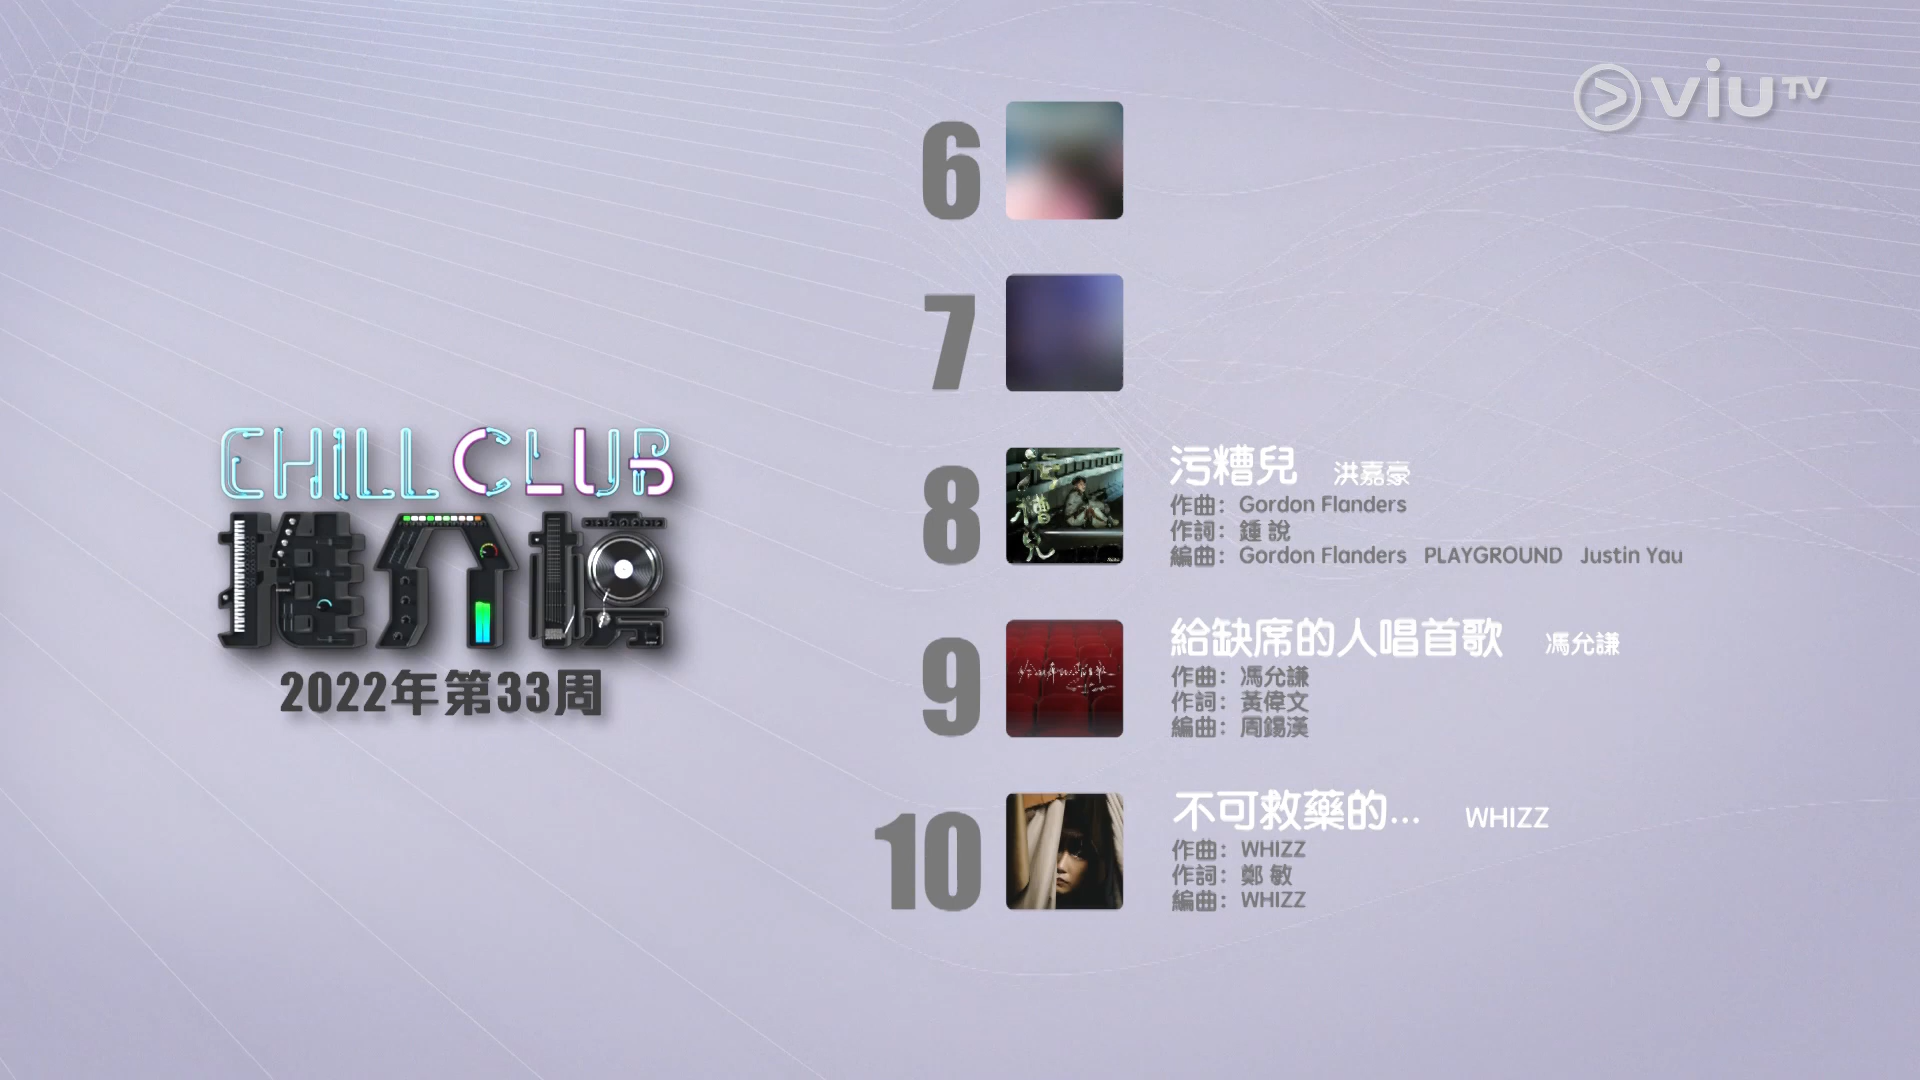 viuTV
CHILL CLUB
推介榜
2022年第33周
6
7
8
污糟兒 洪嘉豪
作曲：Gordon Flanders
作詞：鍾 說
編曲：Gordon Flanders PLAYGROUND Justin Yau
9
給缺席的人唱首歌 馮允謙
作曲：馮允謙
作詞：黃偉文
編曲：周錫漢
10
不可救藥的... WHIZZ
作曲：WHIZZ
作詞：鄭 敏
編曲：WHIZZ